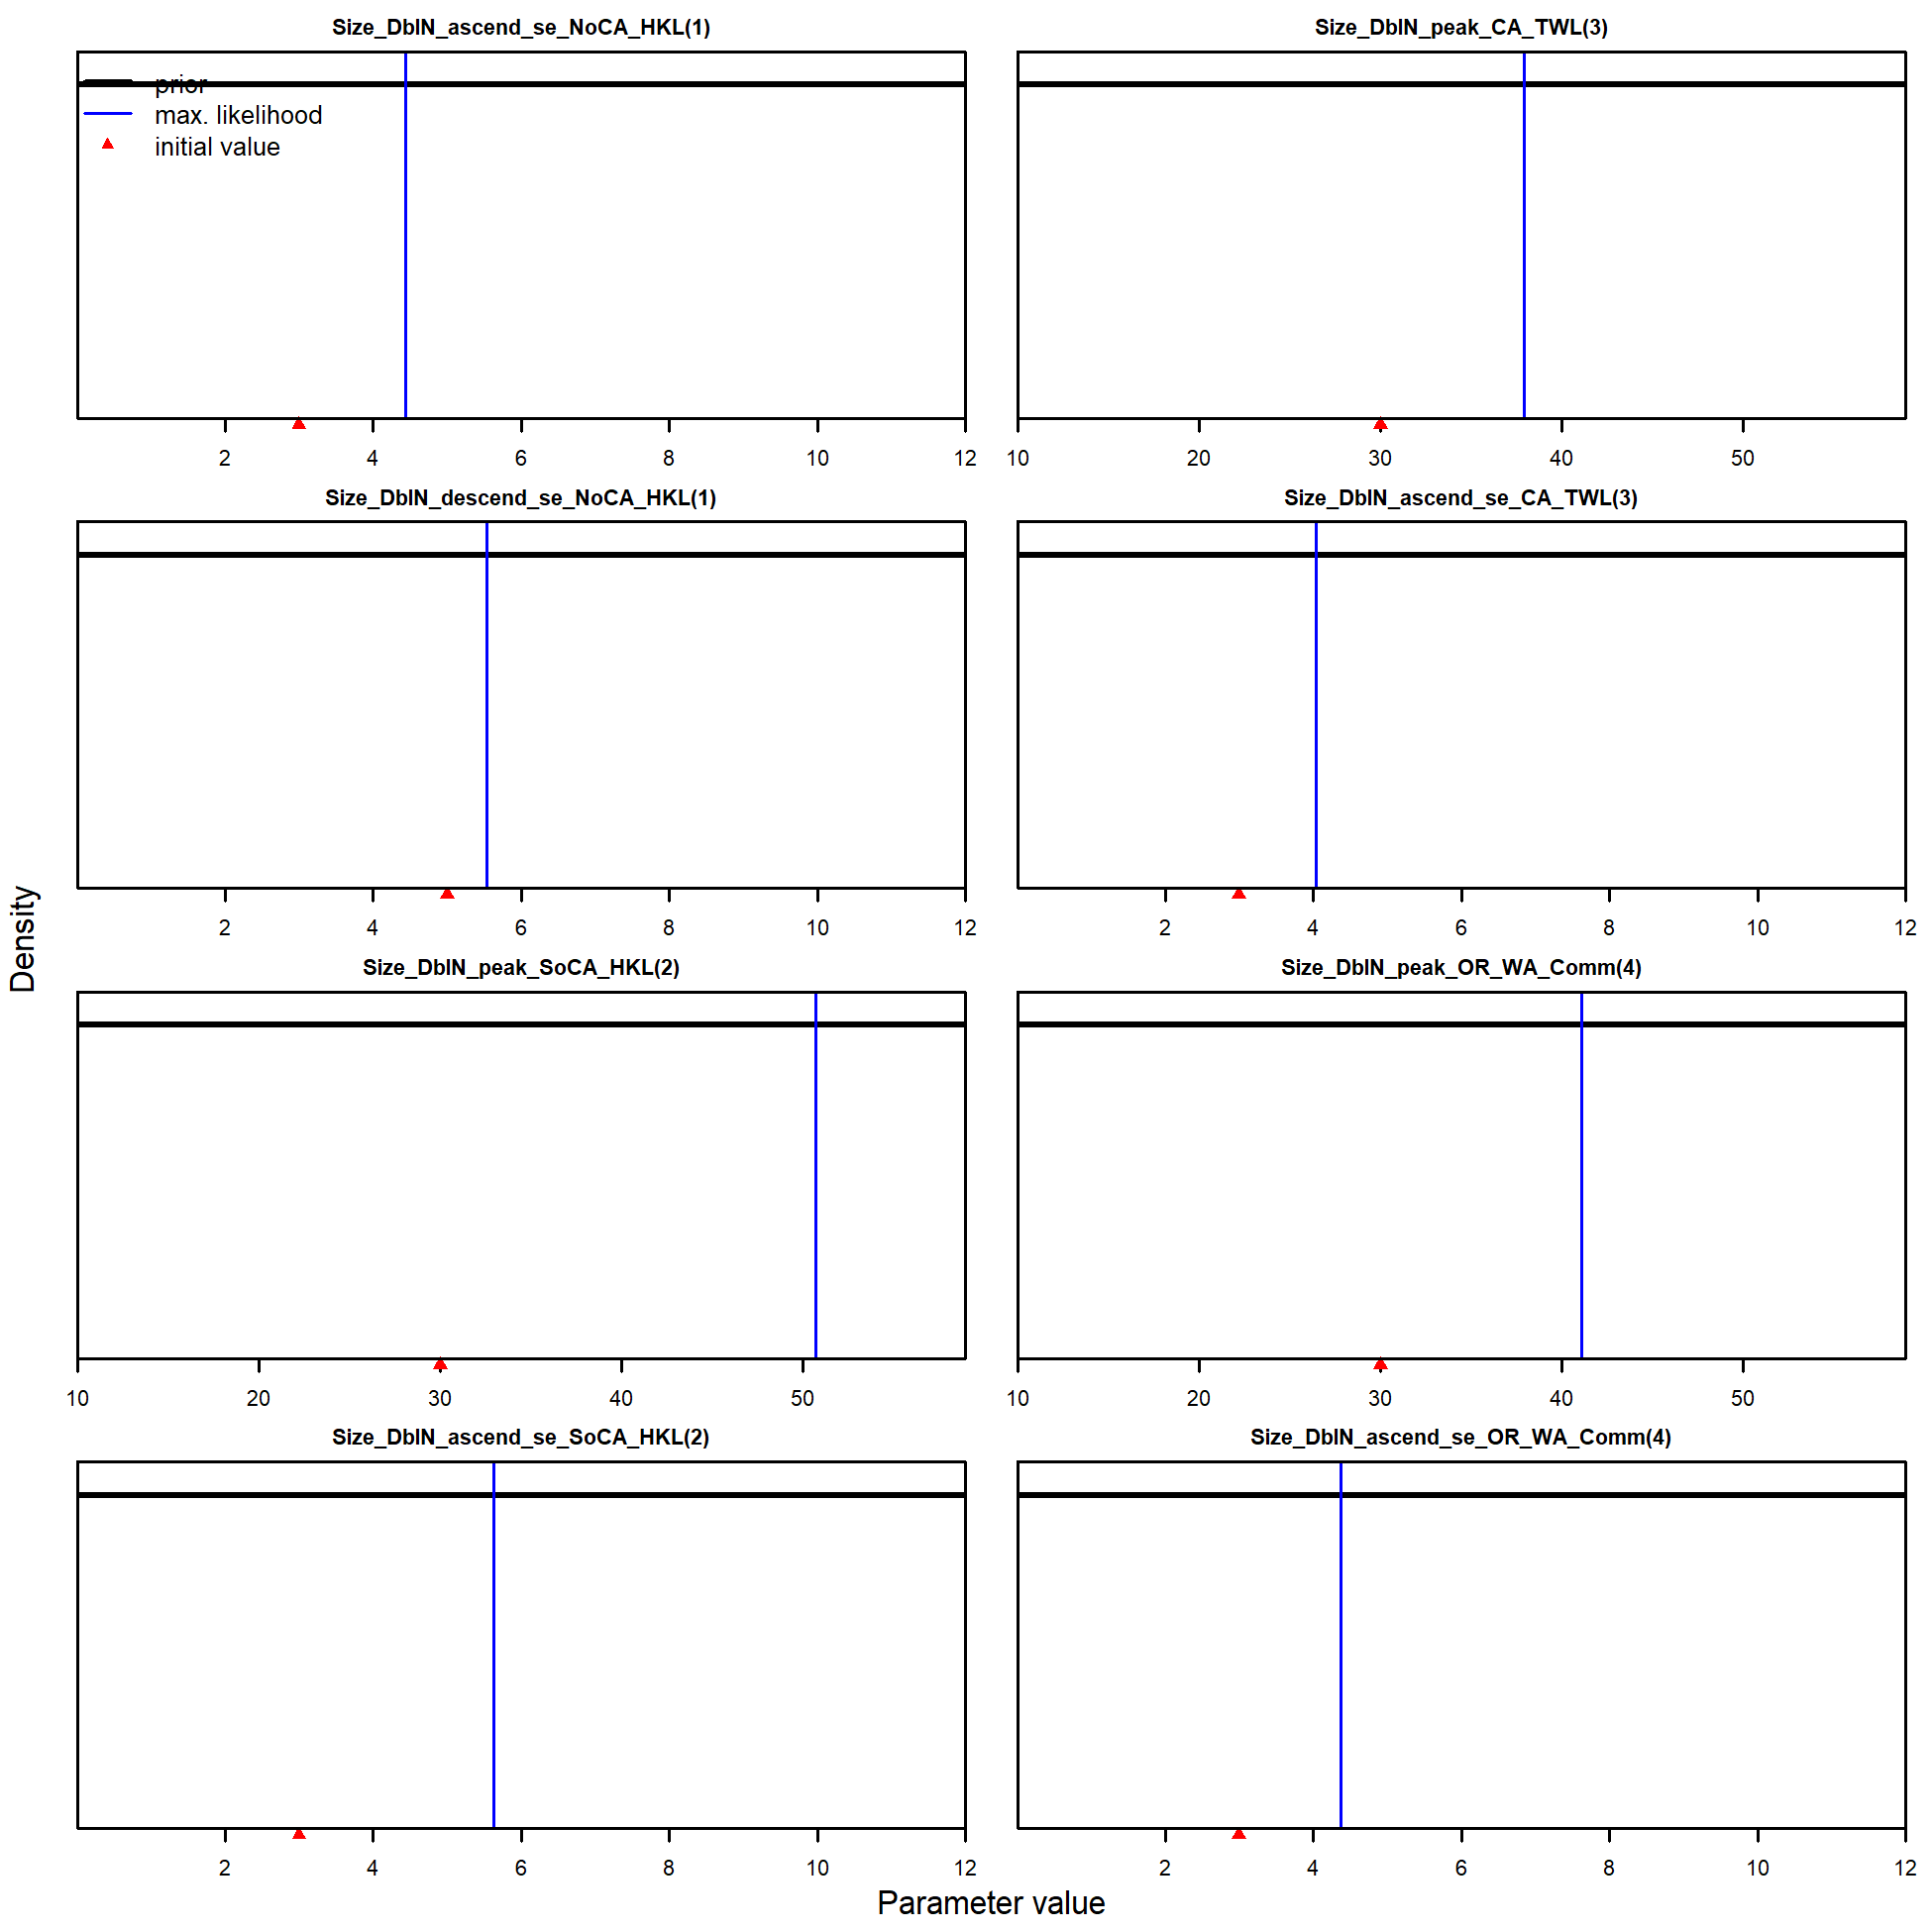 Size_DblN_ascend_se_NoCA_HKL(1)
prior
max. likelihood
initial value
2 4 6 8 10 12
Size_DblN_peak_CA_TWL(3)
10 20 30 40 50
Size_DblN_descend_se_NoCA_HKL(1)
2 4 6 8 10 12
Size_DblN_ascend_se_CA_TWL(3)
2 4 6 8 10 12
Size_DblN_peak_SoCA_HKL(2)
10 20 30 40 50
Size_DblN_peak_OR_WA_Comm(4)
10 20 30 40 50
Size_DblN_ascend_se_SoCA_HKL(2)
2 4 6 8 10 12
Size_DblN_ascend_se_OR_WA_Comm(4)
2 4 6 8 10 12
Density
Parameter value